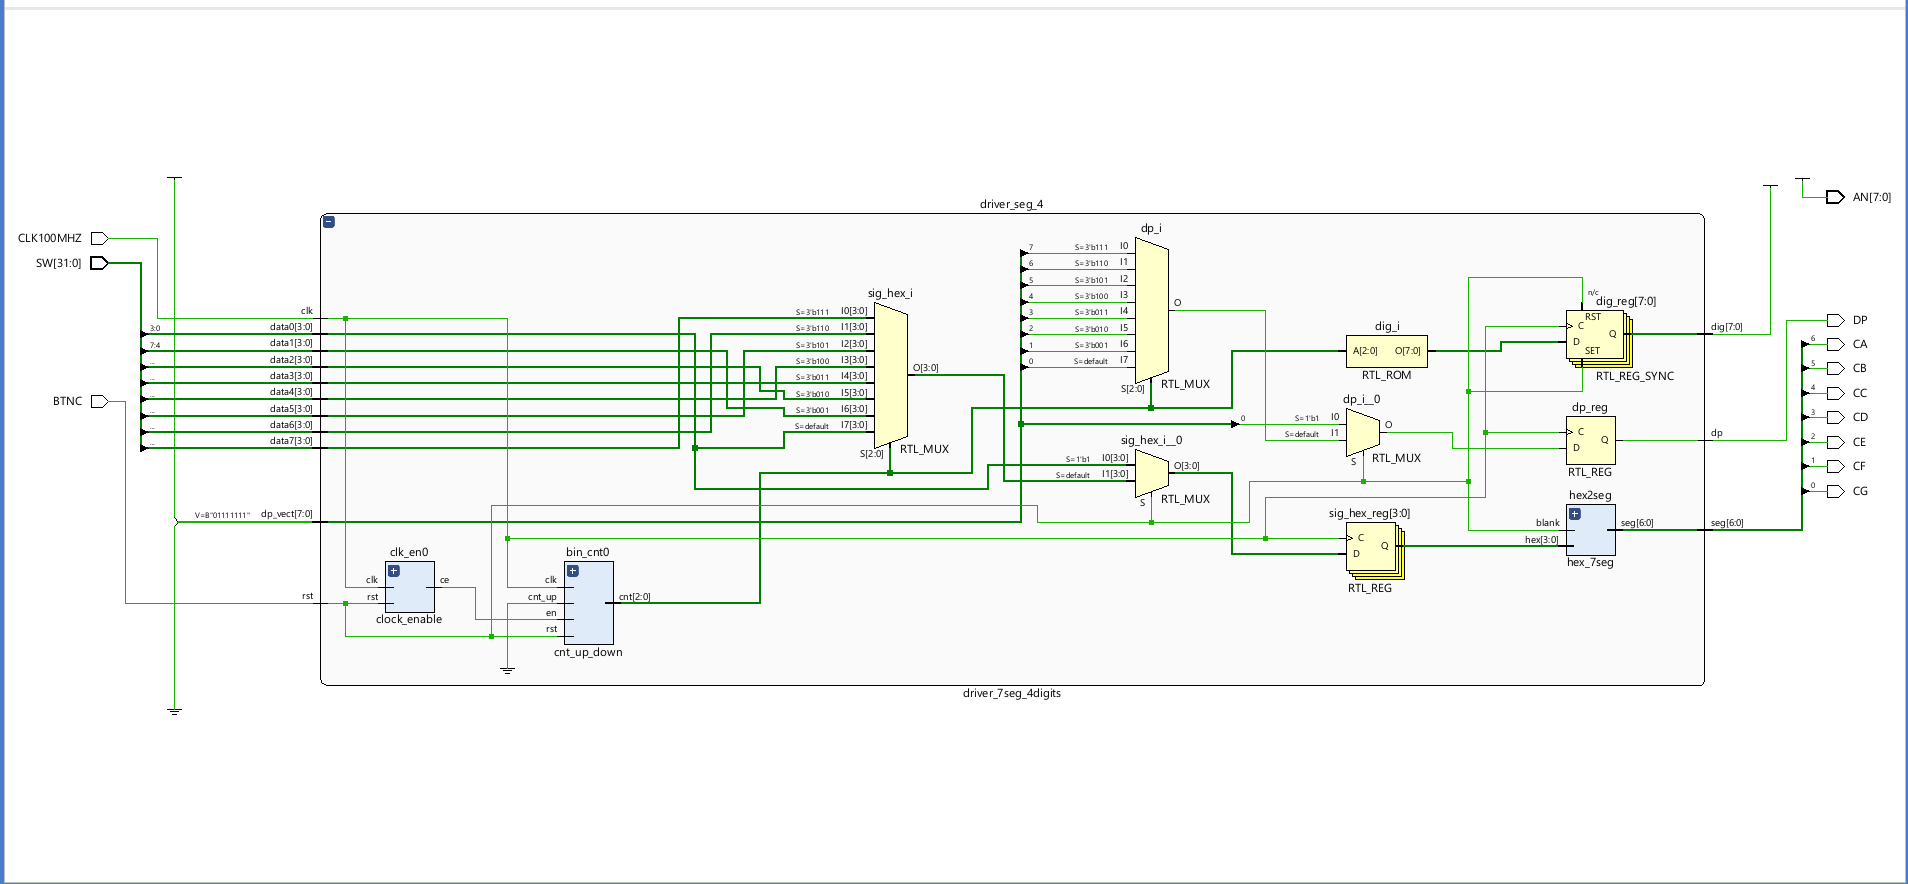 driver_seg_4
AN[7:0]
CLK100MHZ
SW[31:0]
BTNC
clk
3:0
data0[3:0]
7:4
data1[3:0]
...
data2[3:0]
...
data3[3:0]
...
data4[3:0]
...
data5[3:0]
...
data6[3:0]
...
data7[3:0]
V=B"01111111"
dp_vect[7:0]
rst
clk_en0
clk
ce
rst
clock_enable
bin_cnt0
clk
cnt_up
cnt[2:0]
en
rst
cnt_up_down
sig_hex_i
S=3'b111 I0[3:0]
S=3'b110 I1[3:0]
S=3'b101 I2[3:0]
S=3'b100 I3[3:0]
S=3'b011 I4[3:0]
S=3'b010 I5[3:0]
S=3'b001 I6[3:0]
S=default I7[3:0]
O[3:0]
S[2:0]
RTL_MUX
dp_i
7 S=3'b111 I0
6 S=3'b110 I1
5 S=3'b101 I2
4 S=3'b100 I3
3 S=3'b011 I4
2 S=3'b010 I5
1 S=3'b001 I6
0 S=default I7
O
S[2:0]
RTL_MUX
sig_hex_i__0
S=1'b1 I0[3:0]
S=default I1[3:0]
O[3:0]
S
RTL_MUX
dig_i
A[2:0] O[7:0]
RTL_ROM
dp_i__0
0 S=1'b1 I0
S=default I1
O
S
RTL_MUX
sig_hex_reg[3:0]
C
Q
D
RTL_REG
n/c
dig_reg[7:0]
RST
C
Q
D
SET
RTL_REG_SYNC
dp_reg
C
Q
D
RTL_REG
hex2seg
blank
seg[6:0]
hex[3:0]
hex_7seg
dig[7:0]
dp
seg[6:0]
DP
6 CA
5 CB
4 CC
3 CD
2 CE
1 CF
0 CG
driver_7seg_4digits